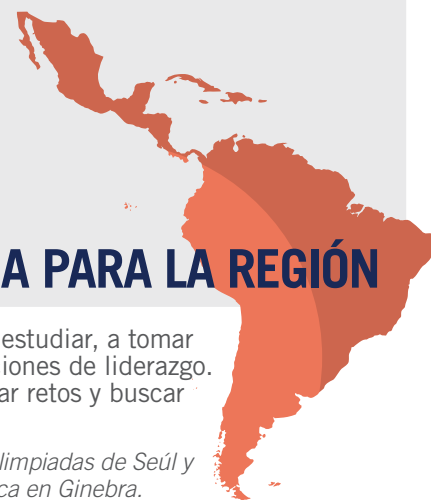 A PARA LA REGIÓN
estudiar, a tomar
iones de liderazgo.
ar retos y buscar
limpiadas de Seúl y
ca en Ginebra.